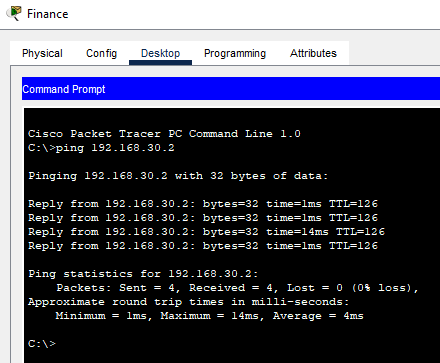 Finance
Physical Config Desktop Programming Attributes
Command Prompt
Cisco Packet Tracer PC Command Line 1.0
C:\>ping 192.168.30.2
Pinging 192.168.30.2 with 32 bytes of data:
Reply from 192.168.30.2: bytes=32 time=1ms TTL=126
Reply from 192.168.30.2: bytes=32 time=1ms TTL=126
Reply from 192.168.30.2: bytes=32 time=14ms TTL=126
Reply from 192.168.30.2: bytes=32 time=1ms TTL=126
Ping statistics for 192.168.30.2:
Packets: Sent = 4, Received = 4, Lost = 0 (0% loss),
Approximate round trip times in milli-seconds:
Minimum = 1ms, Maximum = 14ms, Average = 4ms
C:\>